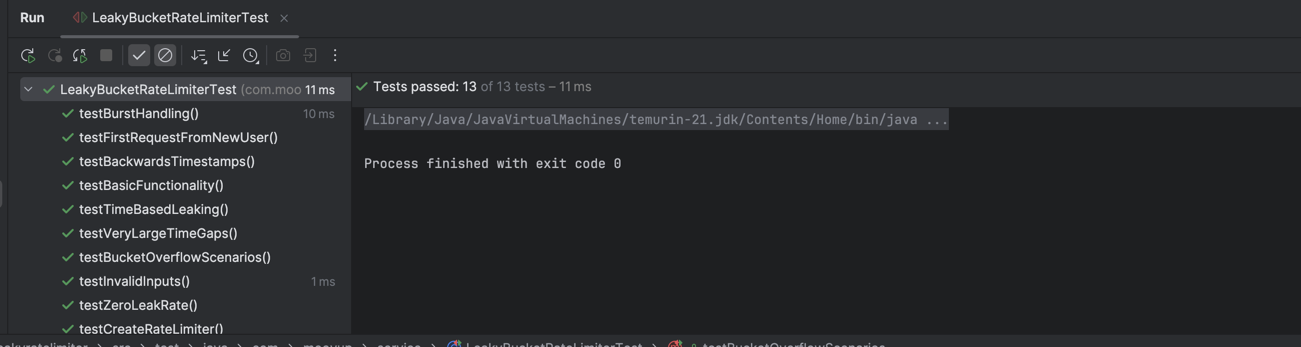 Run LeakyBucketRateLimiterTest
LeakyBucketRateLimiterTest (com.moo 11 ms
testBurstHandling() 10 ms
testFirstRequestFromNewUser()
testBackwardsTimestamps()
testBasicFunctionality()
testTimeBasedLeaking()
testVeryLargeTimeGaps()
testBucketOverflowScenarios()
testInvalidInputs() 1 ms
testZeroLeakRate()
testCreateRateLimiter()
Tests passed: 13 of 13 tests – 11 ms
/Library/Java/JavaVirtualMachines/temurin-21.jdk/Contents/Home/bin/java ...
Process finished with exit code 0
src > test > java > com > > service > LeakyBucketRateLimiterTest > testBucketOverflowScenarios